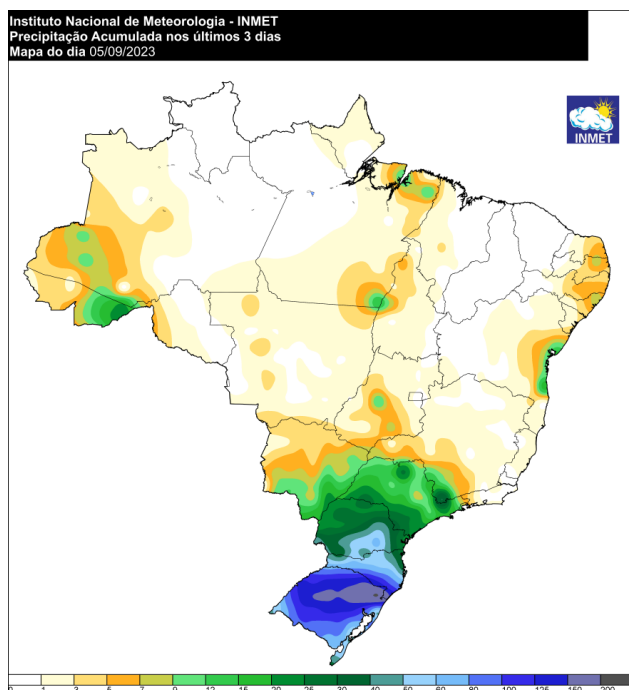 Instituto Nacional de Meteorologia - INMET
Precipitação Acumulada nos últimos 3 dias
Mapa do dia 05/09/2023
INMET
0 1 3 5 7 9 12 15 20 25 30 40 50 60 80 100 125 150 200